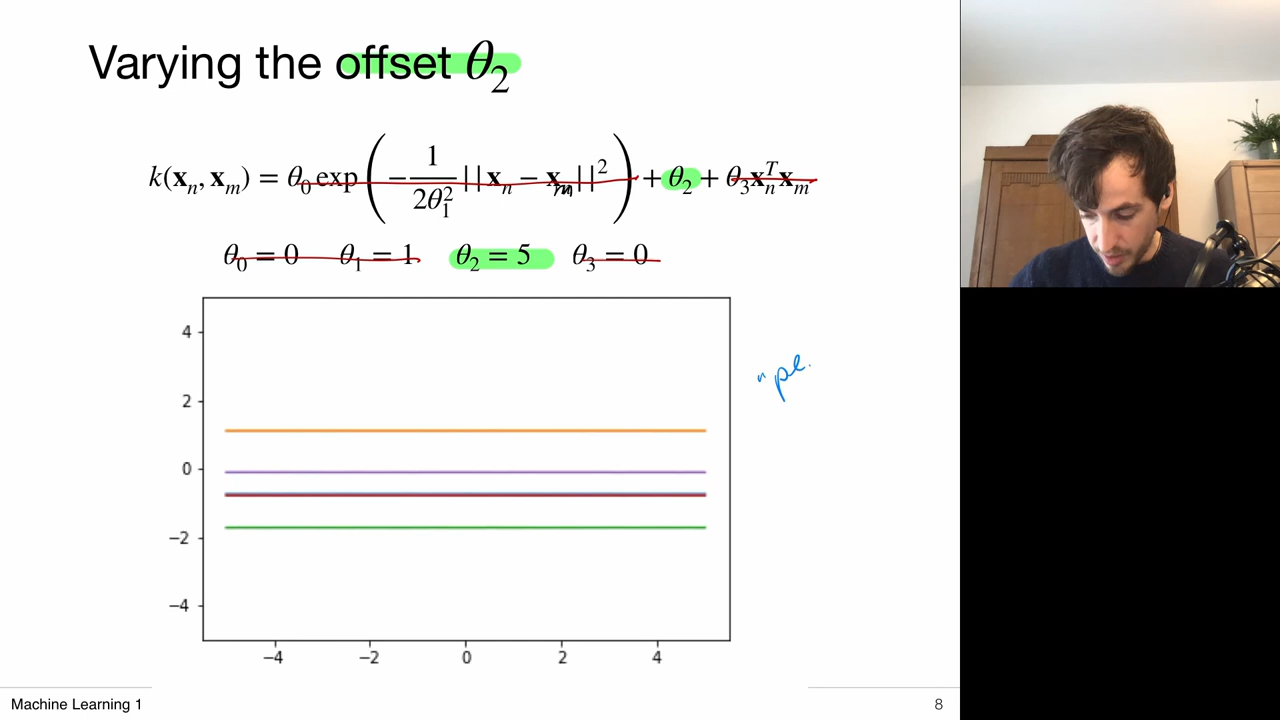 Varying the offset θ₂
k(xₙ, xₘ) = θ₀ exp(−1/(2θ₁²) ||xₙ − xₘ||²) + θ₂ + θ₃xₙᵀxₘ
θ₀ = 0 θ₁ = 1 θ₂ = 5 θ₃ = 0
4
2
0
−2
−4
−4 −2 0 2 4
Machine Learning 1
8